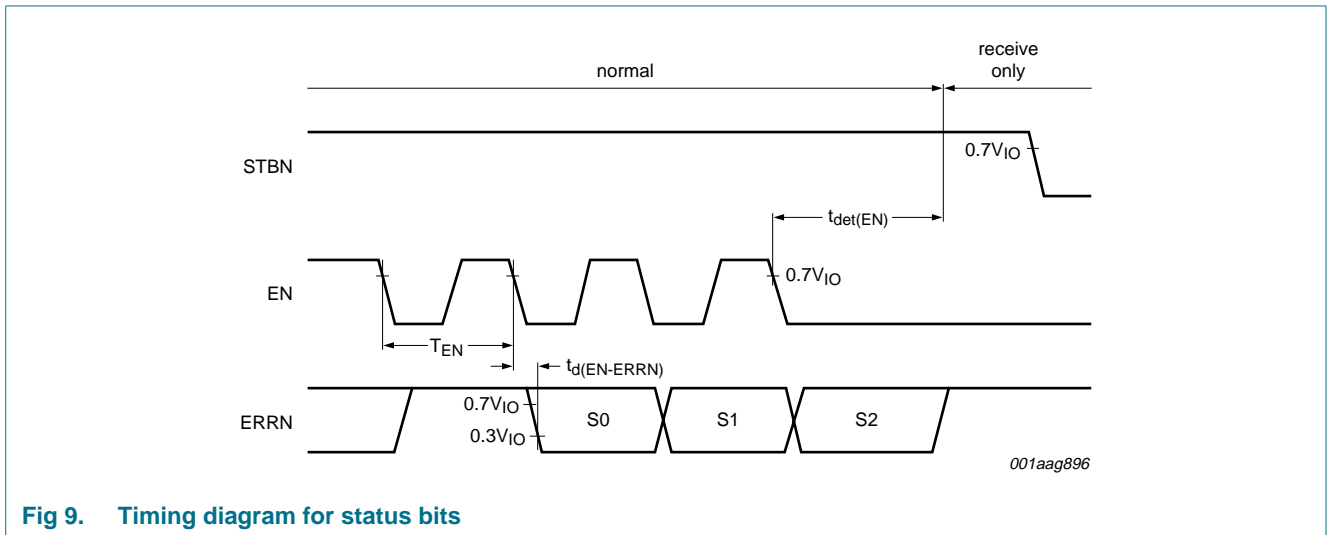 receive
only
normal
STBN
0.7VIO
tdet(EN)
EN
0.7VIO
TEN
td(EN-ERRN)
ERRN
0.7VIO
0.3VIO
S0
S1
S2
001aag896
Fig 9. Timing diagram for status bits